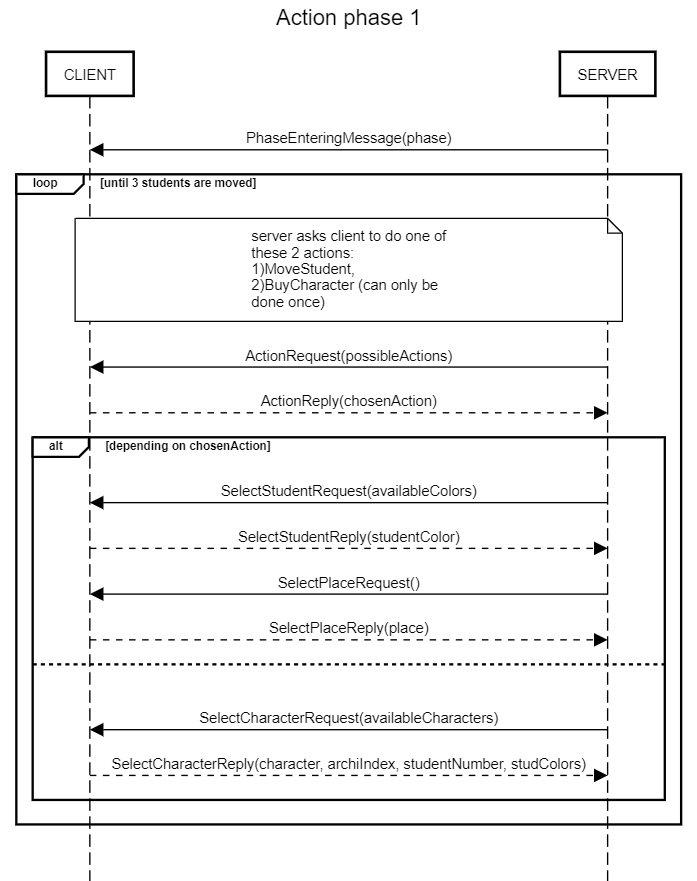 Action phase 1
CLIENT
SERVER
PhaseEnteringMessage(phase)
loop
[until 3 students are moved]
server asks client to do one of
these 2 actions:
1)MoveStudent,
2)BuyCharacter (can only be
done once)
ActionRequest(possibleActions)
ActionReply(chosenAction)
alt
[depending on chosenAction]
SelectStudentRequest(availableColors)
SelectStudentReply(studentColor)
SelectPlaceRequest()
SelectPlaceReply(place)
SelectCharacterRequest(availableCharacters)
SelectCharacterReply(character, archiIndex, studentNumber, studColors)